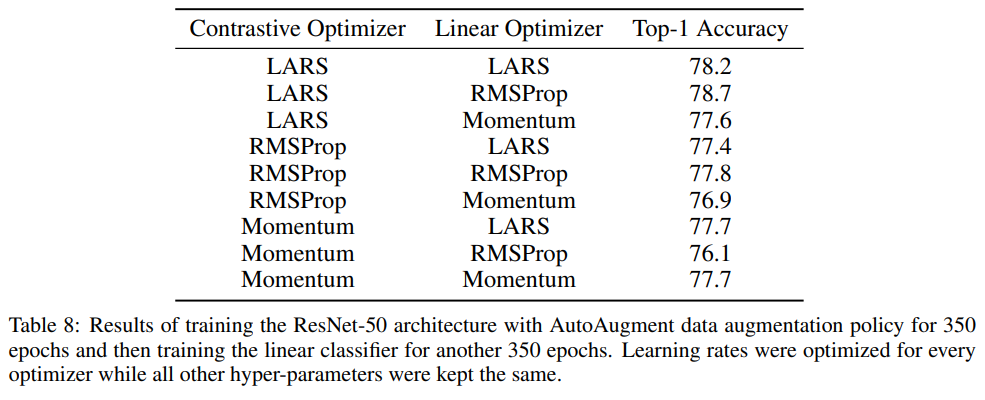 Contrastive Optimizer Linear Optimizer Top-1 Accuracy
LARS LARS 78.2
LARS RMSProp 78.7
LARS Momentum 77.6
RMSProp LARS 77.4
RMSProp RMSProp 77.8
RMSProp Momentum 76.9
Momentum LARS 77.7
Momentum RMSProp 76.1
Momentum Momentum 77.7
Table 8: Results of training the ResNet-50 architecture with AutoAugment data augmentation policy for 350
epochs and then training the linear classifier for another 350 epochs. Learning rates were optimized for every
optimizer while all other hyper-parameters were kept the same.